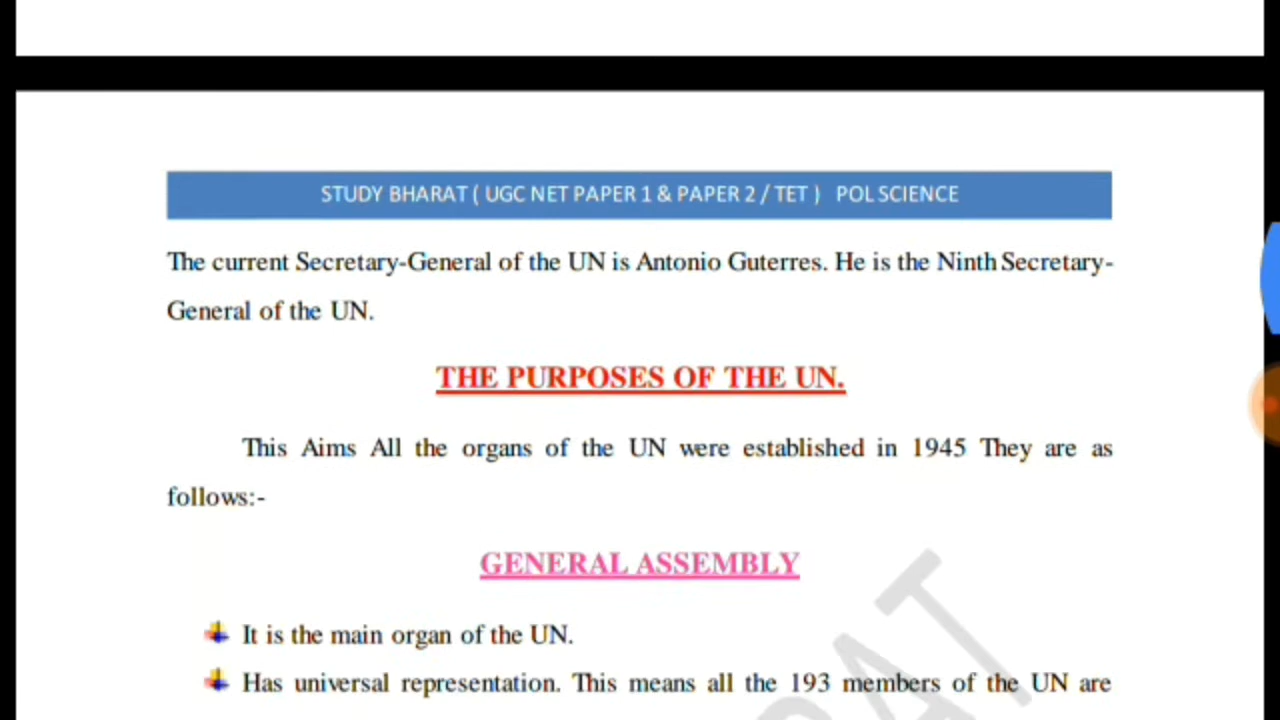 STUDY BHARAT ( UGC NET PAPER 1 & PAPER 2 / TET ) POL SCIENCE
The current Secretary-General of the UN is Antonio Guterres. He is the Ninth Secretary-
General of the UN.
THE PURPOSES OF THE UN.
This Aims All the organs of the UN were established in 1945 They are as
follows:-
GENERAL ASSEMBLY
It is the main organ of the UN.
Has universal representation. This means all the 193 members of the UN are